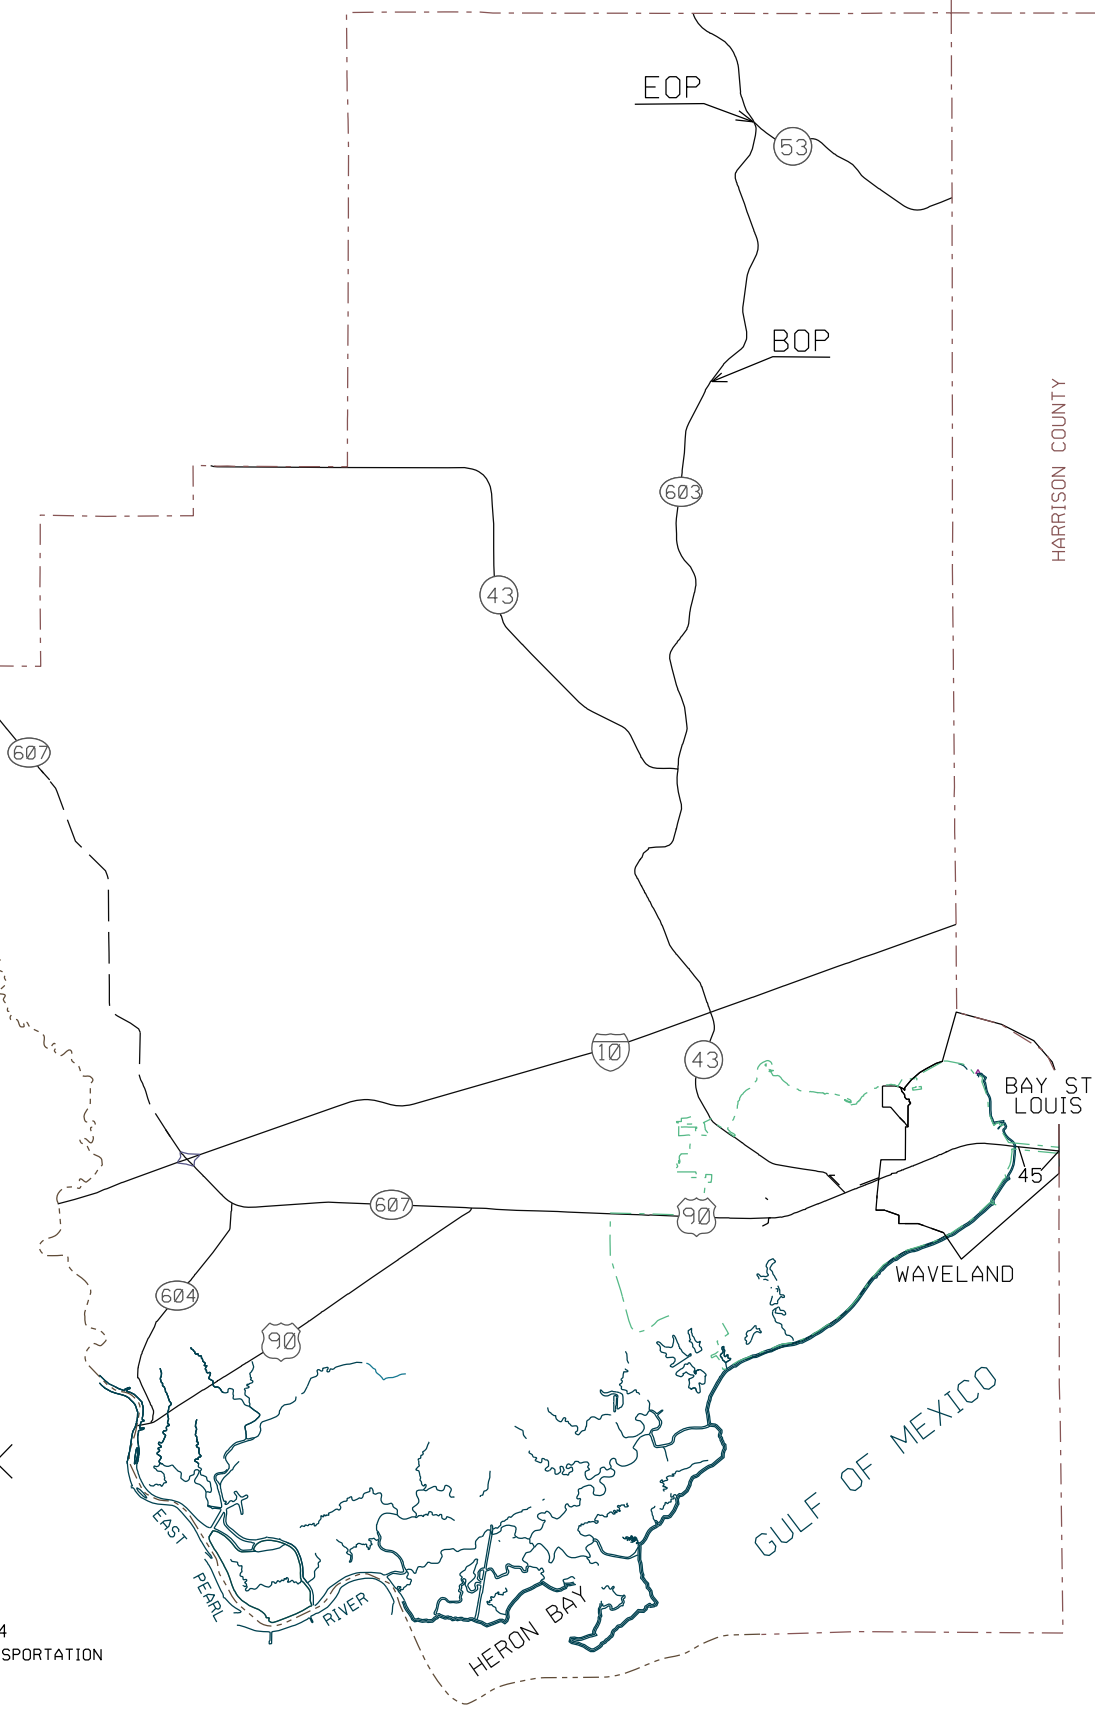 EOP
53
BOP
HARRISON COUNTY
603
43
607
10
43
BAY ST
LOUIS
45
607
90
WAVELAND
604
90
GULF OF MEXICO
EAST
PEARL
RIVER
HERON BAY
4
SPORTATION